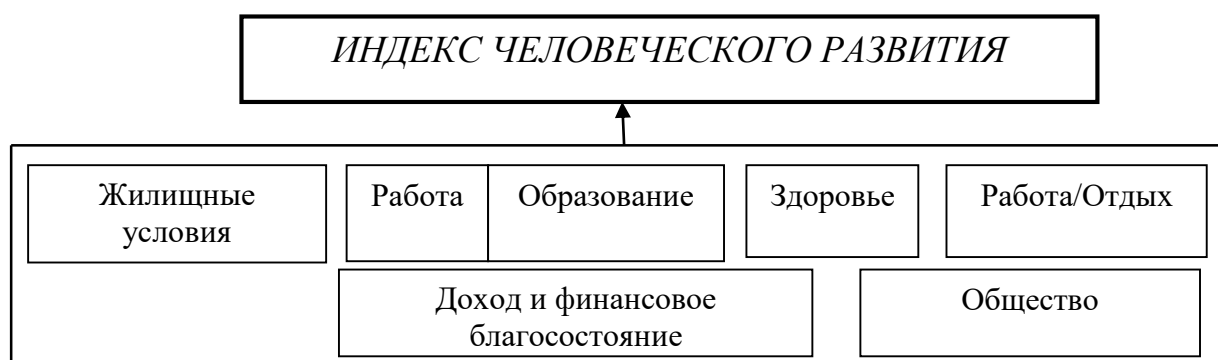 ИНДЕКС ЧЕЛОВЕЧЕСКОГО РАЗВИТИЯ
Жилищные
условия
Работа
Образование
Здоровье
Работа/Отдых
Доход и финансовое
благосостояние
Общество